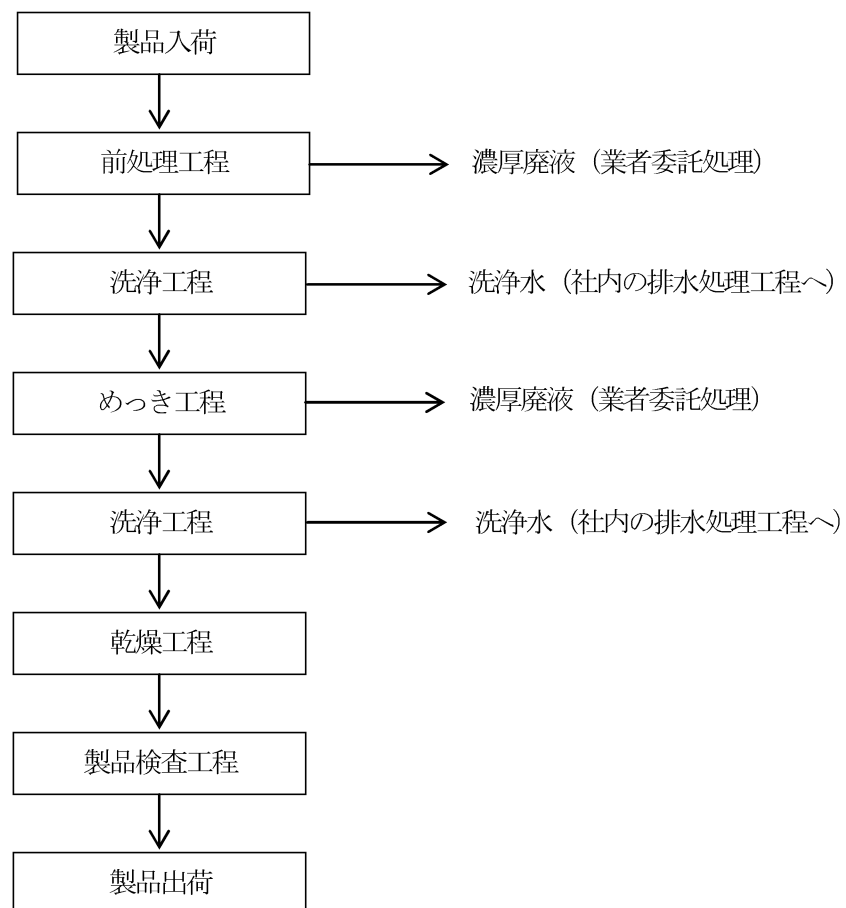 製品入荷
前処理工程
濃厚廃液（業者委託処理）
洗浄工程
洗浄水（社内の排水処理工程へ）
めっき工程
濃厚廃液（業者委託処理）
洗浄工程
洗浄水（社内の排水処理工程へ）
乾燥工程
製品検査工程
製品出荷